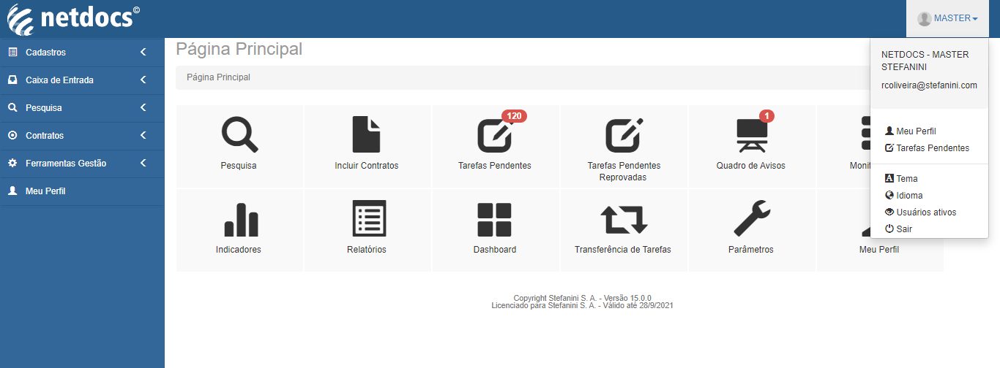 netdocs©
MASTER
Cadastros
Caixa de Entrada
Pesquisa
Contratos
Ferramentas Gestão
Meu Perfil
Página Principal
Página Principal
NETDOCS - MASTER
STEFANINI
rcoliveira@stefanini.com
Meu Perfil
Tarefas Pendentes
Tema
Idioma
Usuários ativos
Sair
Pesquisa
Incluir Contratos
120
Tarefas Pendentes
Tarefas Pendentes
Reprovadas
1
Quadro de Avisos
Indicadores
Relatórios
Dashboard
Transferência de Tarefas
Parâmetros
Meu Perfil
Copyright Stefanini S. A. - Versão 15.0.0
Licenciado para Stefanini S. A. - Válido até 28/9/2021